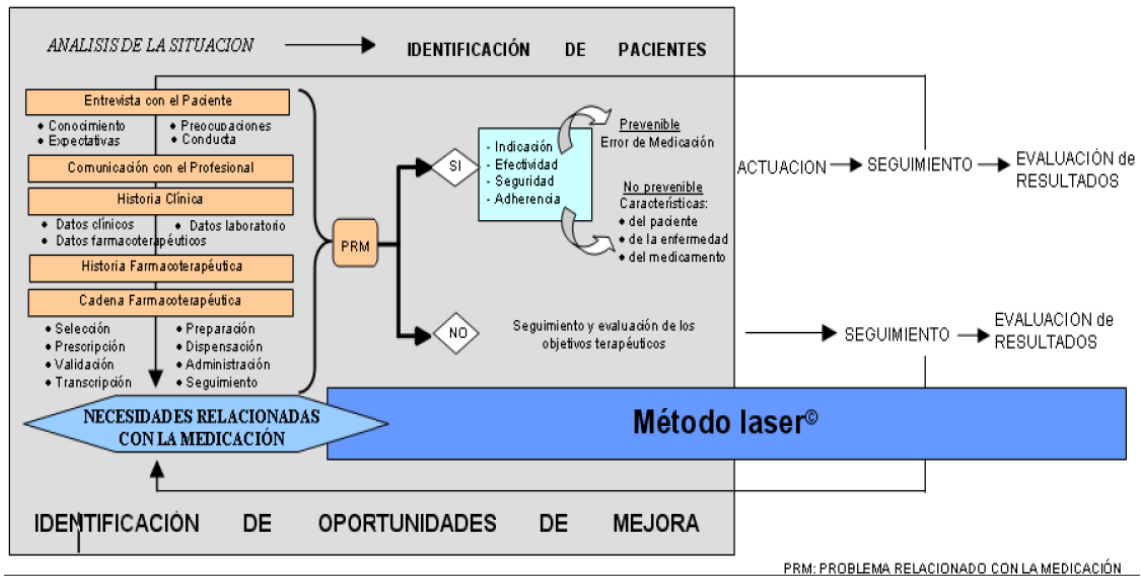 ANALISIS DE LA SITUACION
IDENTIFICACIÓN DE PACIENTES
Entrevista con el Paciente
♦ Conocimiento ♦ Preocupaciones
♦ Expectativas ♦ Conducta
Comunicación con el Profesional
Historia Clínica
♦ Datos clínicos ♦ Datos laboratorio
♦ Datos farmacoterapéuticos
Historia Farmacoterapéutica
Cadena Farmacoterapéutica
♦ Selección ♦ Preparación
♦ Prescripción ♦ Dispensación
♦ Validación ♦ Administración
♦ Transcripción ♦ Seguimiento
PRM
SI
- Indicación
- Efectividad
- Seguridad
- Adherencia
Prevenible
Error de Medicación
No prevenible
Características:
♦ del paciente
♦ de la enfermedad
♦ del medicamento
ACTUACION
SEGUIMIENTO
EVALUACIÓN de
RESULTADOS
NO
Seguimiento y evaluación de los
objetivos terapéuticos
SEGUIMIENTO
EVALUACION de
RESULTADOS
NECESIDADES RELACIONADAS
CON LA MEDICACIÓN
Método laser©
IDENTIFICACIÓN DE OPORTUNIDADES DE MEJORA
PRM: PROBLEMA RELACIONADO CON LA MEDICACIÓN